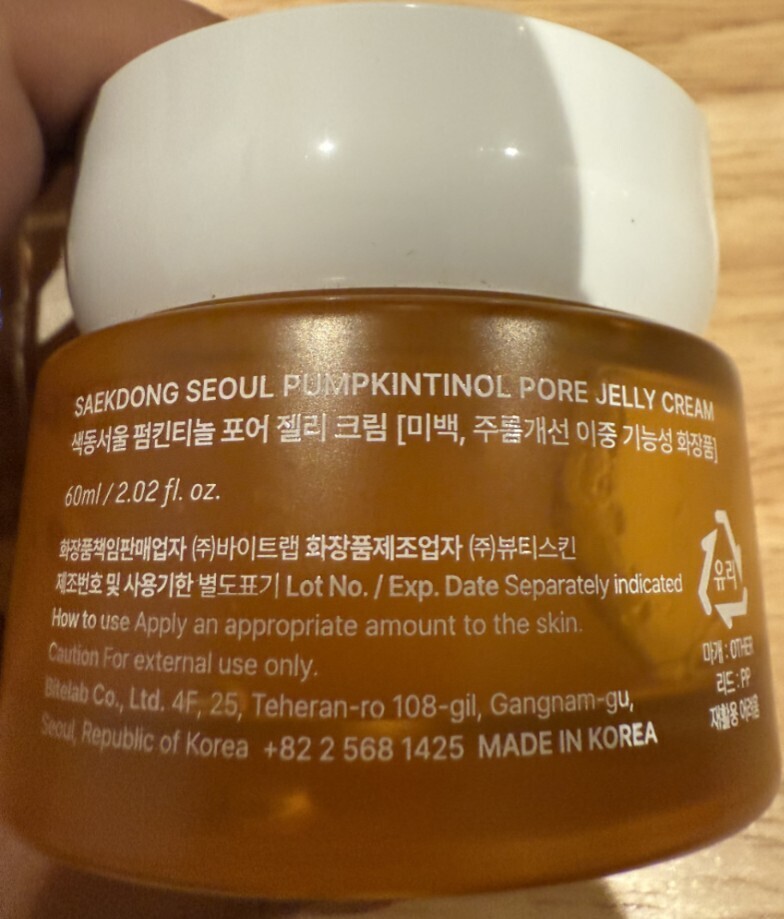 SAEKDONG SEOUL PUMPKINTINOL PORE JELLY CREAM
색동서울 펌킨티놀 포어 젤리 크림 [미백, 주름개선 이중 기능성 화장품]
60ml / 2.02 fl. oz.
화장품책임판매업자 (주)바이트랩 화장품제조업자 (주)뷰티스킨
제조번호 및 사용기한 별도표기 Lot No. / Exp. Date Separately indicated
How to use Apply an appropriate amount to the skin.
Caution For external use only.
Bitelab Co., Ltd. 4F, 25, Teheran-ro 108-gil, Gangnam-gu,
Seoul, Republic of Korea +82 2 568 1425 MADE IN KOREA
유리
마개 : OTHER
리드 : PP
재활용 어려움